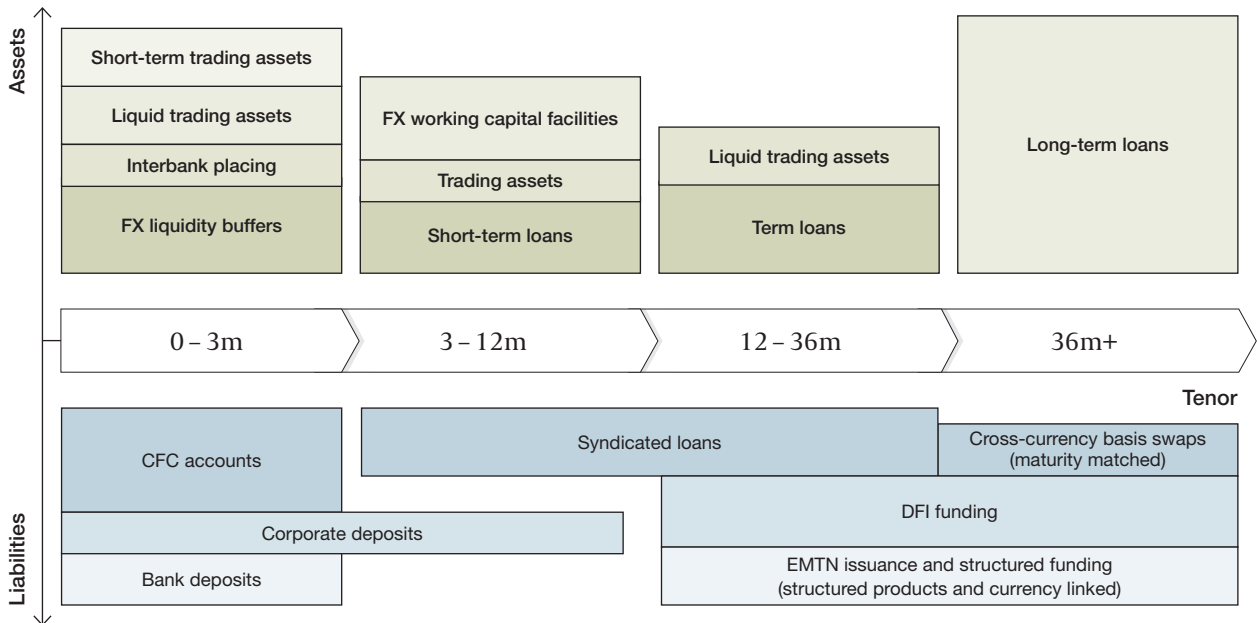 Assets
Short-term trading assets
Liquid trading assets
Interbank placing
FX liquidity buffers
FX working capital facilities
Trading assets
Short-term loans
Liquid trading assets
Term loans
Long-term loans
0 – 3m
3 – 12m
12 – 36m
36m+
Tenor
Liabilities
CFC accounts
Corporate deposits
Bank deposits
Syndicated loans
Cross-currency basis swaps
(maturity matched)
DFI funding
EMTN issuance and structured funding
(structured products and currency linked)